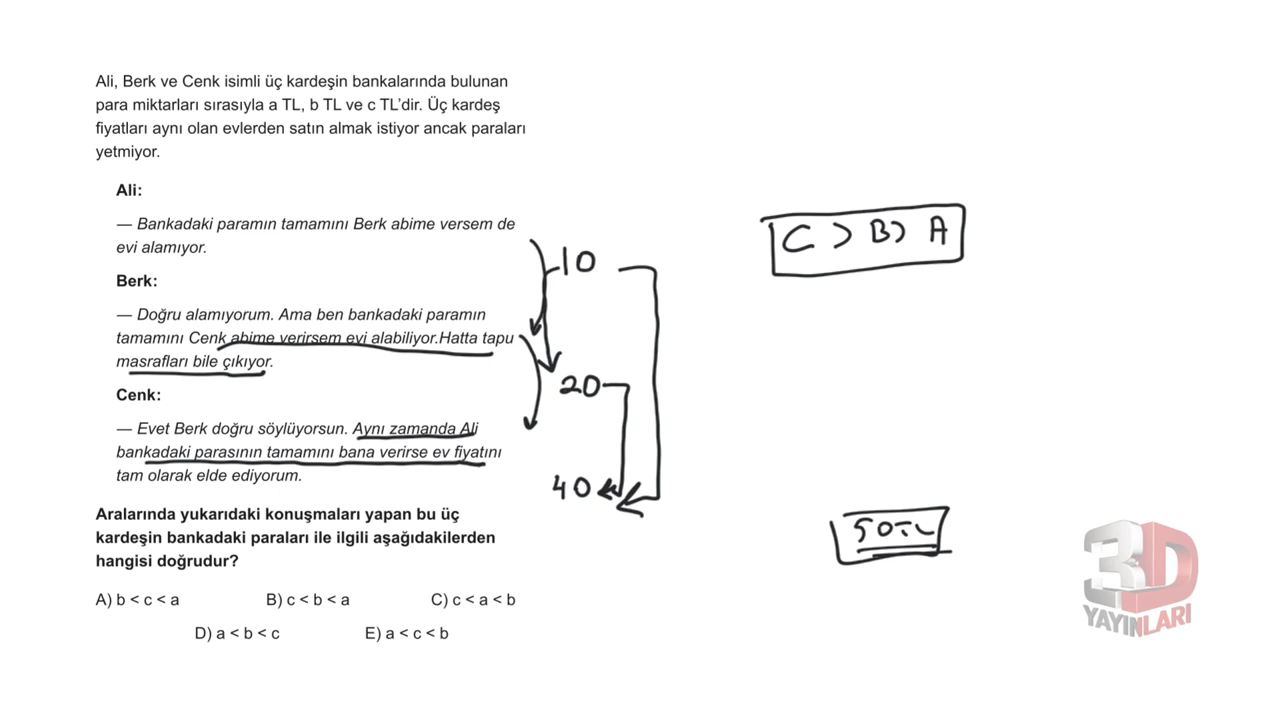 Ali, Berk ve Cenk isimli üç kardeşin bankalarında bulunan
para miktarları sırasıyla a TL, b TL ve c TL'dir. Üç kardeş
fiyatları aynı olan evlerden satın almak istiyor ancak paraları
yetmiyor.
Ali:
— Bankadaki paramın tamamını Berk abime versem de
evi alamıyor.
Berk:
— Doğru alamıyorum. Ama ben bankadaki paramın
tamamını Cenk abime verirsem evi alabiliyor.Hatta tapu
masrafları bile çıkıyor.
Cenk:
— Evet Berk doğru söylüyorsun. Aynı zamanda Ali
bankadaki parasının tamamını bana verirse ev fiyatını
tam olarak elde ediyorum.
Aralarında yukarıdaki konuşmaları yapan bu üç
kardeşin bankadaki paraları ile ilgili aşağıdakilerden
hangisi doğrudur?
A) b < c < a B) c < b < a C) c < a < b
D) a < b < c E) a < c < b
10
20
40
C > B > A
50TL
3D
YAYINLARI